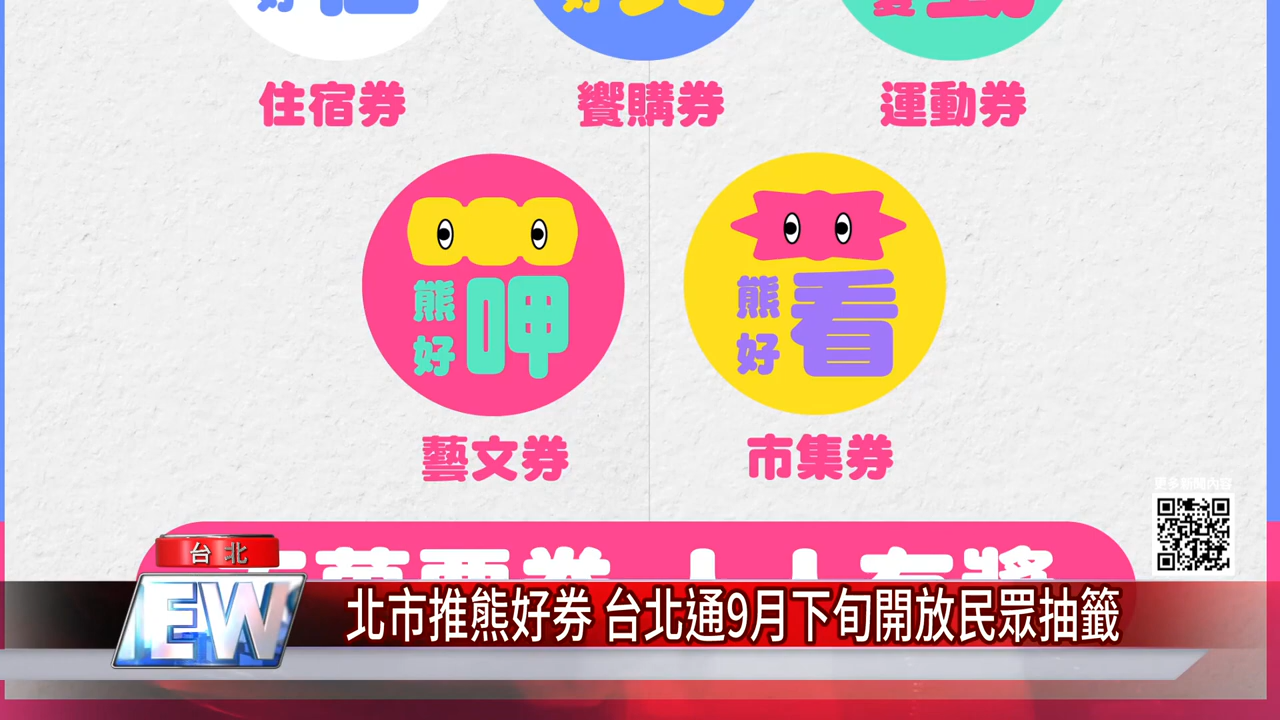 住宿券
饗購券
運動券
熊好呷
熊好看
藝文券
市集券
更多新聞內容
台北
EW
北市推熊好券 台北通9月下旬開放民眾抽籤